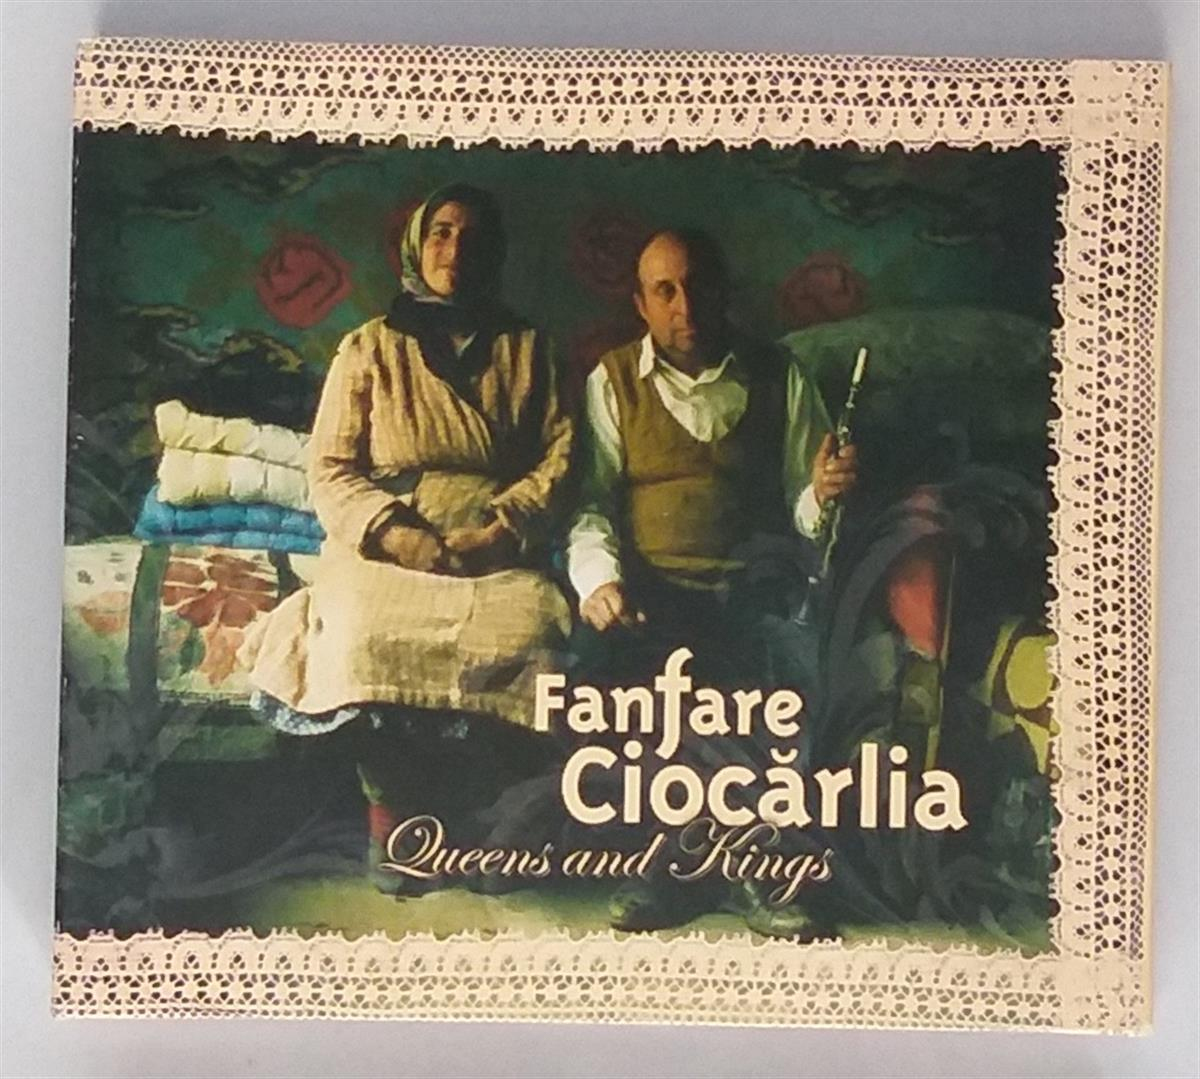 Fanfare
Ciocărlia
Queens and Kings